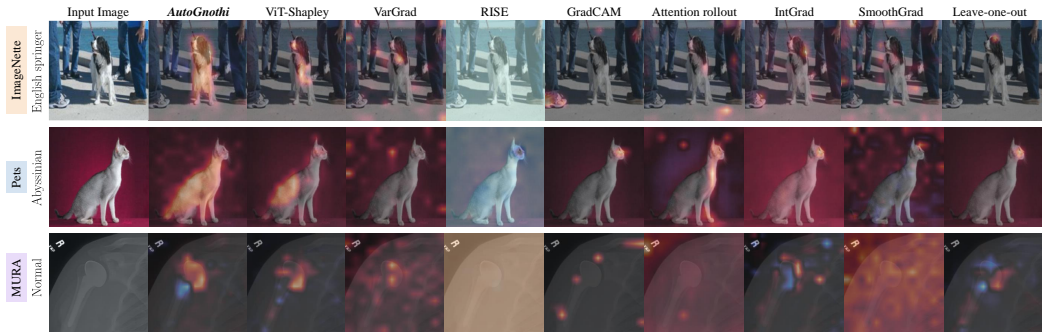 Input Image AutoGnothi ViT-Shapley VarGrad RISE GradCAM Attention rollout IntGrad SmoothGrad Leave-one-out
ImageNette
English springer
Pets
Abyssinian
MURA
Normal
R
R
R
R
R
R
R
R
R
R